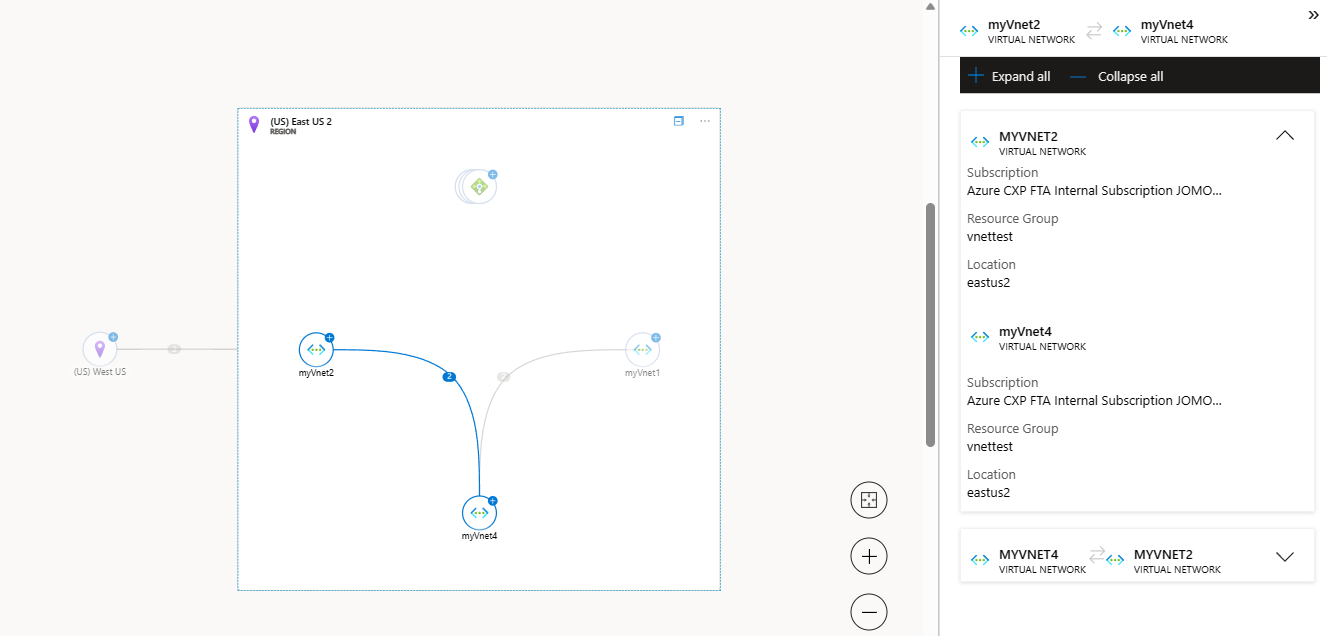 (US) East US 2
REGION
...
(US) West US
myVnet2
2
myVnet1
myVnet4
»
myVnet2
VIRTUAL NETWORK
myVnet4
VIRTUAL NETWORK
Expand all
Collapse all
MYVNET2
VIRTUAL NETWORK
Subscription
Azure CXP FTA Internal Subscription JOMO...
Resource Group
vnettest
Location
eastus2
myVnet4
VIRTUAL NETWORK
Subscription
Azure CXP FTA Internal Subscription JOMO...
Resource Group
vnettest
Location
eastus2
MYVNET4
VIRTUAL NETWORK
MYVNET2
VIRTUAL NETWORK